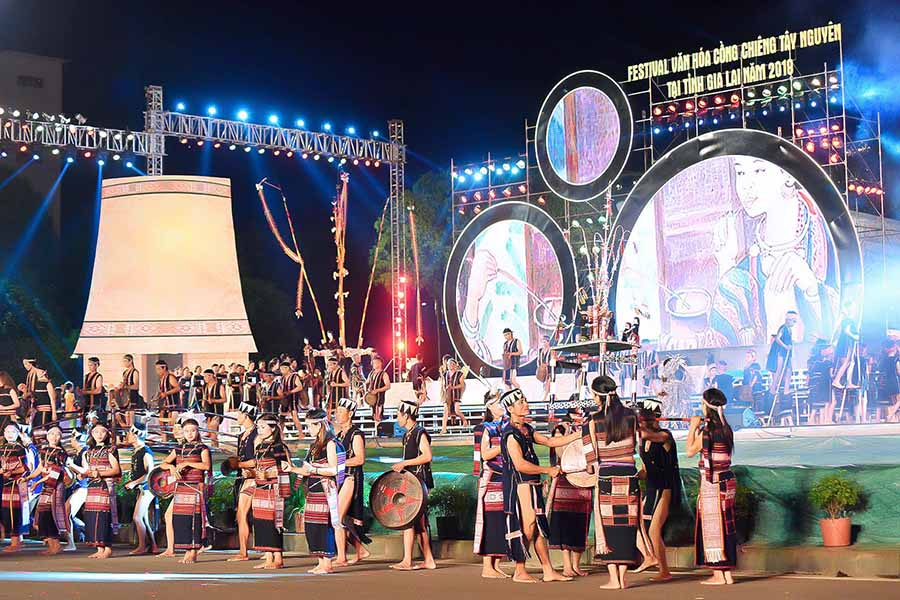 FESTIVAL VĂN HÓA CỒNG CHIÊNG TÂY NGUYÊN
TẠI TỈNH GIA LAI NĂM 2018